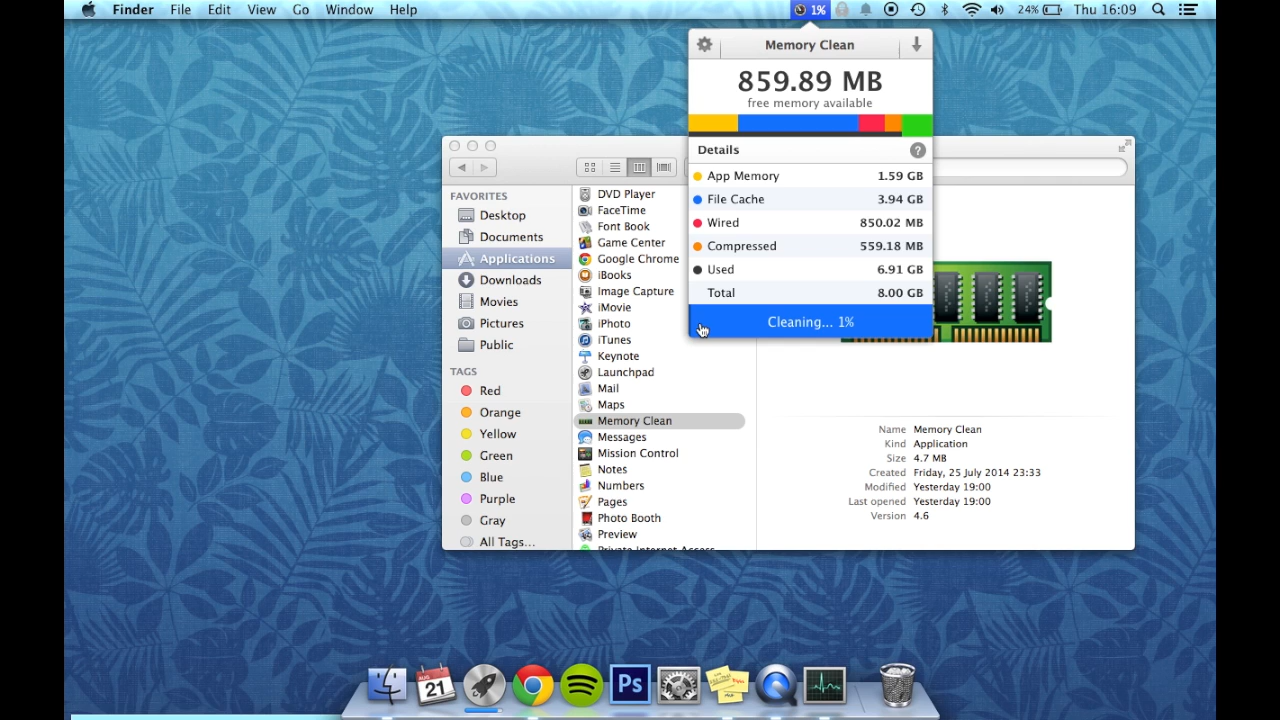 Finder File Edit View Go Window Help 1% 24% Thu 16:09
Memory Clean
859.89 MB
free memory available
Details ?
App Memory 1.59 GB
File Cache 3.94 GB
Wired 850.02 MB
Compressed 559.18 MB
Used 6.91 GB
Total 8.00 GB
Cleaning... 1%
FAVORITES
Desktop
Documents
Applications
Downloads
Movies
Pictures
Public
TAGS
Red
Orange
Yellow
Green
Blue
Purple
Gray
All Tags...
DVD Player
FaceTime
Font Book
Game Center
Google Chrome
iBooks
Image Capture
iMovie
iPhoto
iTunes
Keynote
Launchpad
Mail
Maps
Memory Clean
Messages
Mission Control
Notes
Numbers
Pages
Photo Booth
Preview
Private Internet Access
Name Memory Clean
Kind Application
Size 4.7 MB
Created Friday, 25 July 2014 23:33
Modified Yesterday 19:00
Last opened Yesterday 19:00
Version 4.6
AUG
21
Ps